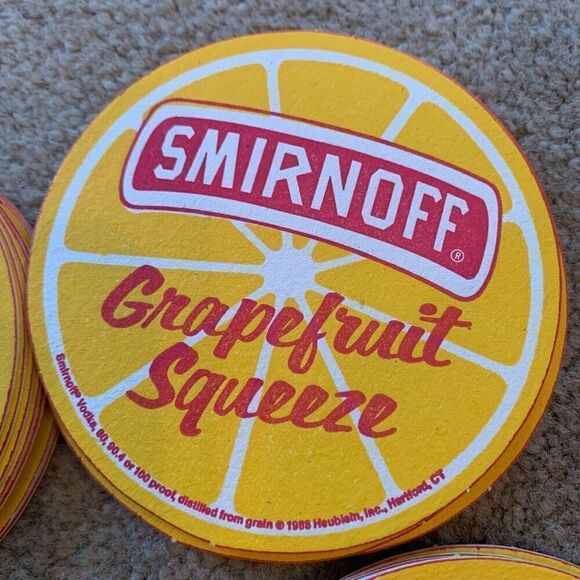 SMIRNOFF®
Grapefruit
Squeeze
Smirnoff® Vodka, 80, 90.4 or 100 proof, distilled from grain © 1988 Heublein, Inc., Hartford, CT